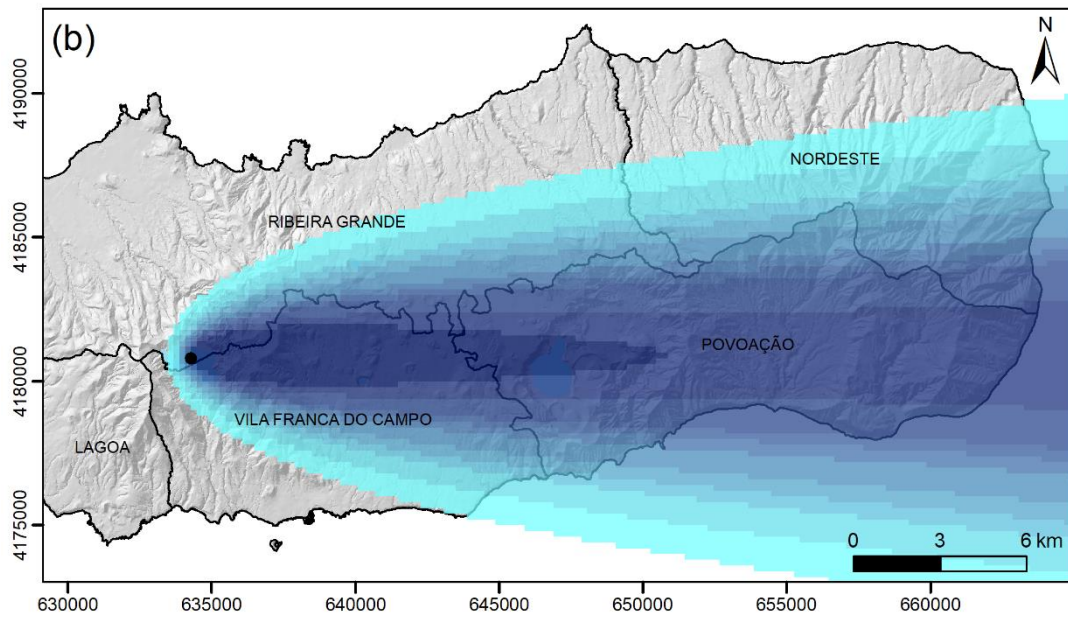 (b)
N
4190000
4185000
4180000
4175000
NORDESTE
RIBEIRA GRANDE
POVOAÇÃO
VILA FRANCA DO CAMPO
LAGOA
0 3 6 km
630000 635000 640000 645000 650000 655000 660000